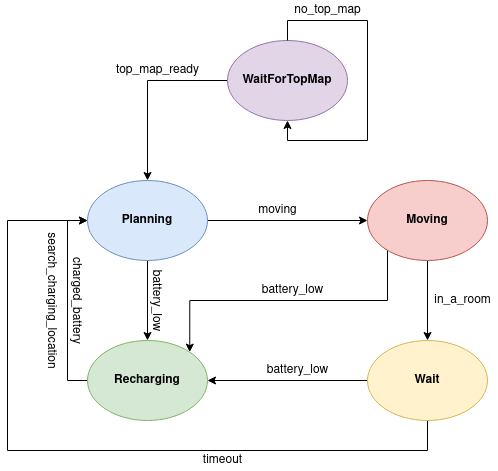 no_top_map
top_map_ready
WaitForTopMap
Planning
moving
Moving
search_charging_location
charged_battery
battery_low
battery_low
in_a_room
Recharging
battery_low
Wait
timeout